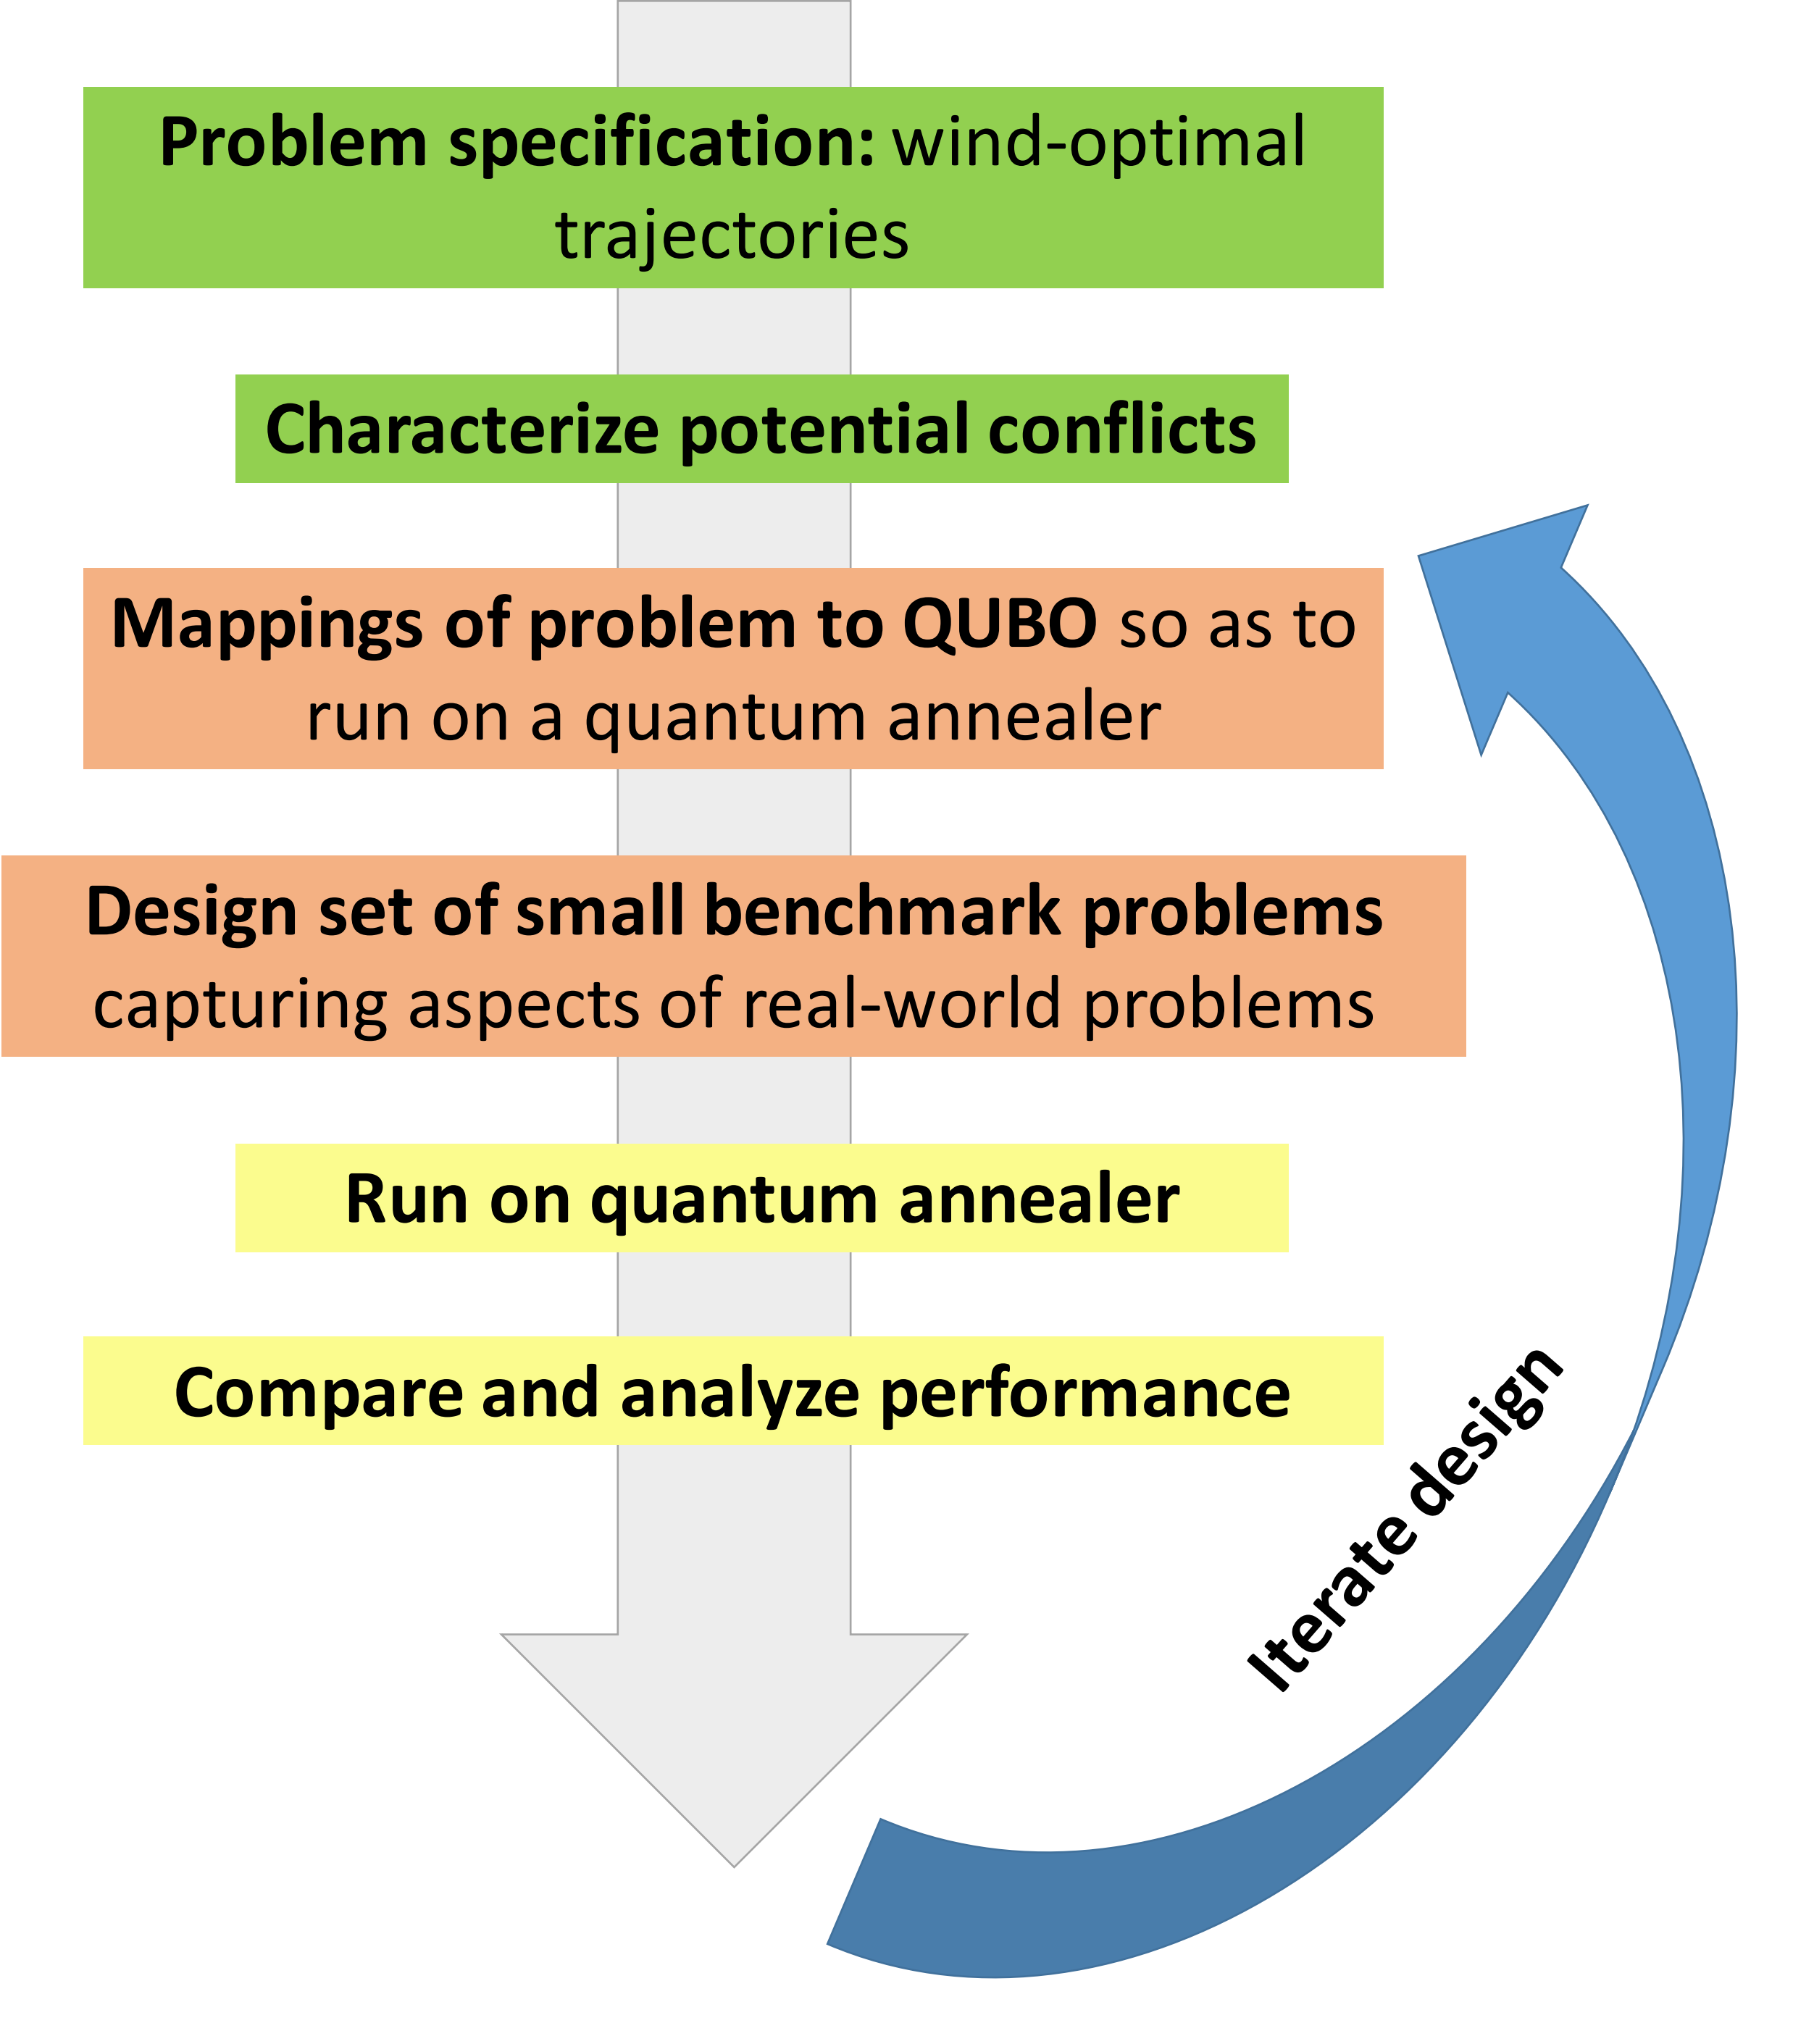 Problem specification: wind-optimal
trajectories
Characterize potential conflicts
Mappings of problem to QUBO so as to
run on a quantum annealer
Design set of small benchmark problems
capturing aspects of real-world problems
Run on quantum annealer
Compare and analyze performance
Iterate design